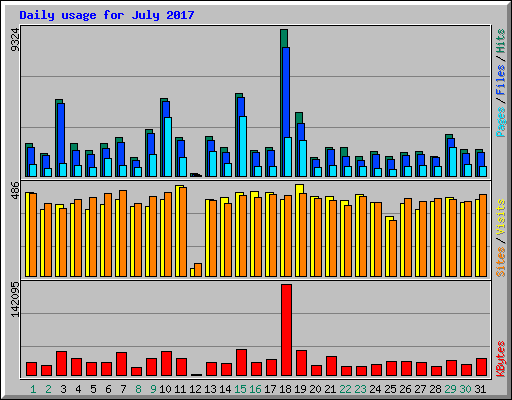 Daily usage for July 2017
9324
Pages / Files / Hits
486
Sites / Visits
142095
KBytes
1 2 3 4 5 6 7 8 9 10 11 12 13 14 15 16 17 18 19 20 21 22 23 24 25 26 27 28 29 30 31